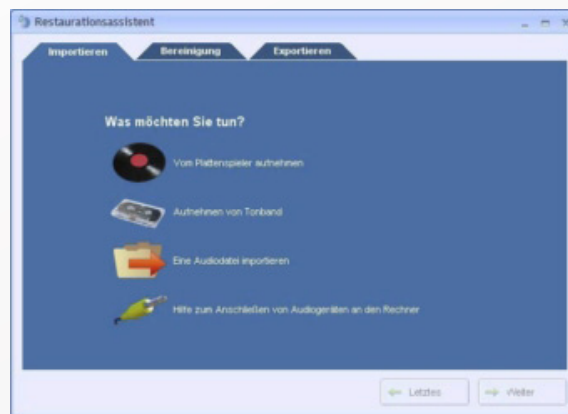 Restaurationsassistent
Importieren Bereinigung Exportieren
Was möchten Sie tun?
Vom Plattenspieler aufnehmen
Aufnehmen von Tonband
Eine Audiodatei importieren
Hilfe zum Anschließen von Audiogeräten an den Rechner
Letztes Weiter